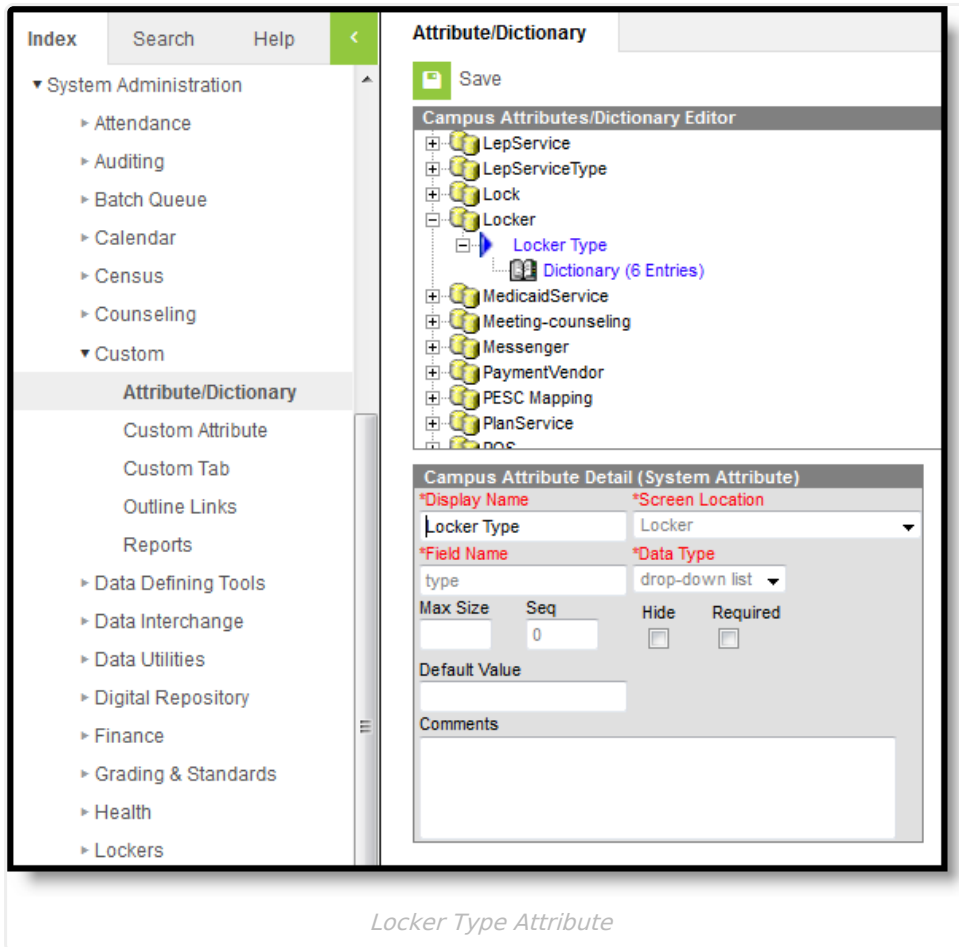 Index Search Help <
System Administration
Attendance
Auditing
Batch Queue
Calendar
Census
Counseling
Custom
Attribute/Dictionary
Custom Attribute
Custom Tab
Outline Links
Reports
Data Defining Tools
Data Interchange
Data Utilities
Digital Repository
Finance
Grading & Standards
Health
Lockers
Attribute/Dictionary
Save
Campus Attributes/Dictionary Editor
LepService
LepServiceType
Lock
Locker
Locker Type
Dictionary (6 Entries)
MedicaidService
Meeting-counseling
Messenger
PaymentVendor
PESC Mapping
PlanService
POS
Campus Attribute Detail (System Attribute)
*Display Name *Screen Location
Locker Type Locker
*Field Name *Data Type
type drop-down list
Max Size Seq Hide Required
0
Default Value
Comments
Locker Type Attribute